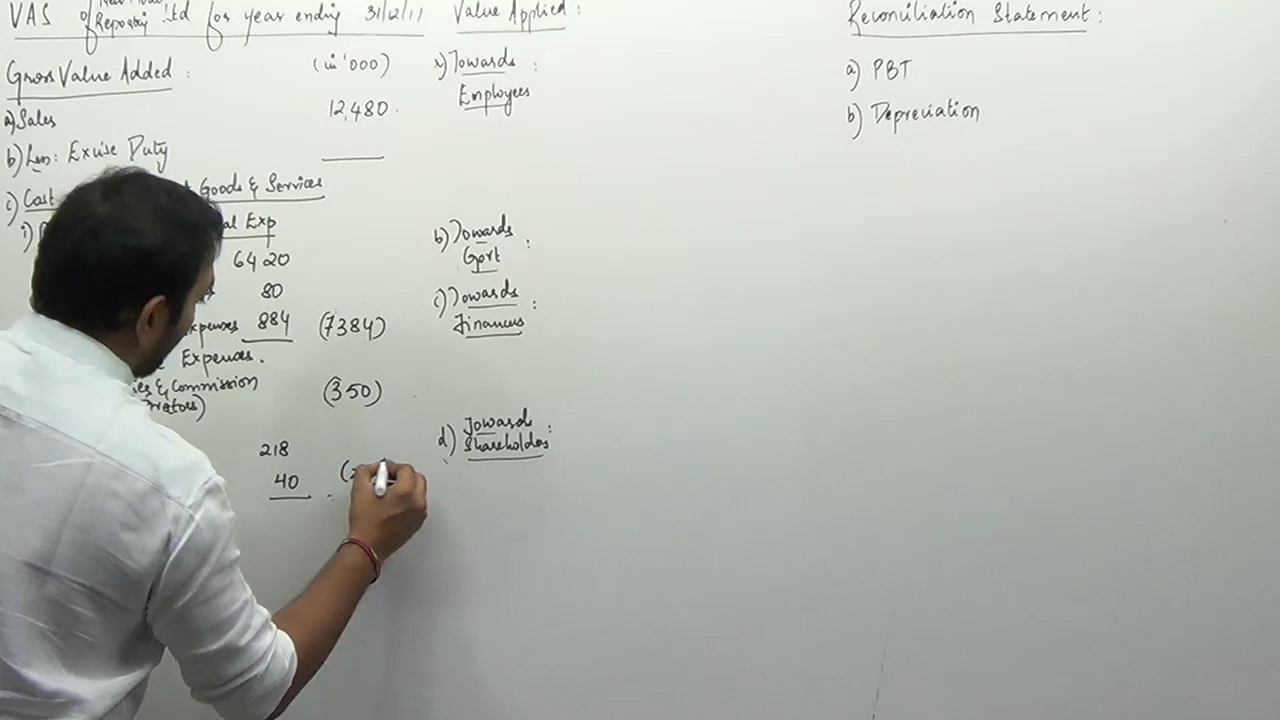 VAS of Reporting Ltd for year ending 31/12/11
Gross Value Added :
(in '000)
a) Sales 12,480
b) Less: Excise Duty
c) Cost Goods & Services
i) Exp
6420
80
Expenses 884 (7384)
Expenses.
& Commission (350)
218
40
Value Applied :
Towards :
Employees
b) Towards :
Govt
c) Towards :
Financiers
d) Towards :
Shareholders
Reconciliation Statement :
a) PBT
b) Depreciation